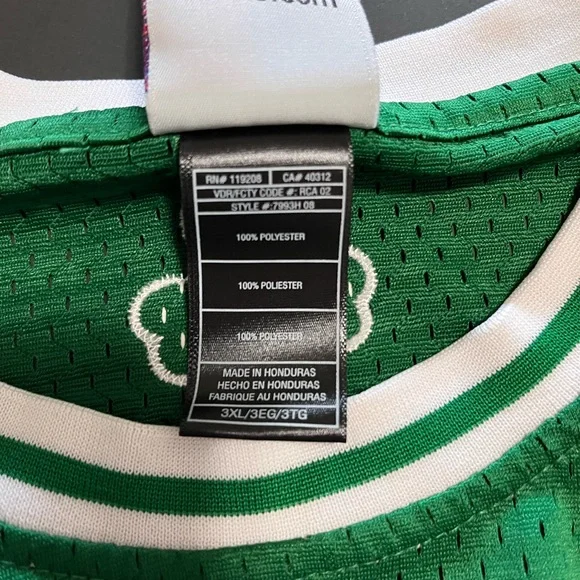 RN# 119208 CA# 40312
VDR/FCTY CODE #: RCA 02
STYLE #:7993H 08
100% POLYESTER
100% POLIESTER
100% POLYESTER
MADE IN HONDURAS
HECHO EN HONDURAS
FABRIQUE AU HONDURAS
3XL/3EG/3TG